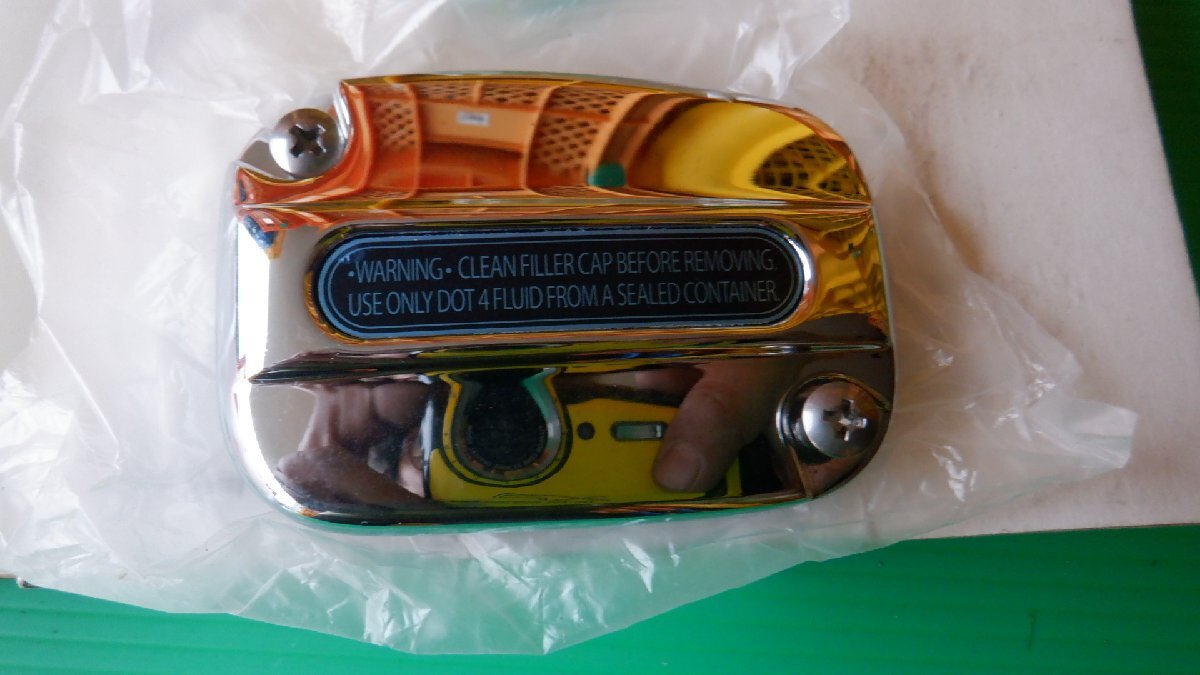 •WARNING• CLEAN FILLER CAP BEFORE REMOVING.
USE ONLY DOT 4 FLUID FROM A SEALED CONTAINER.